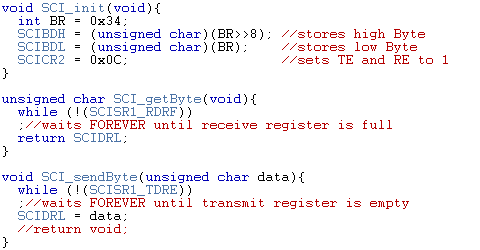 void SCI_init(void){
  int BR = 0x34;
  SCIBDH = (unsigned char)(BR>>8); //stores high Byte
  SCIBDL = (unsigned char)(BR);    //stores low Byte
  SCICR2 = 0x0C;                   //sets TE and RE to 1
}

unsigned char SCI_getByte(void){
  while (!(SCISR1_RDRF))
  ;//waits FOREVER until receive register is full
  return SCIDRL;
}

void SCI_sendByte(unsigned char data){
  while (!(SCISR1_TDRE))
  ;//waits FOREVER until transmit register is empty
  SCIDRL = data;
  //return void;